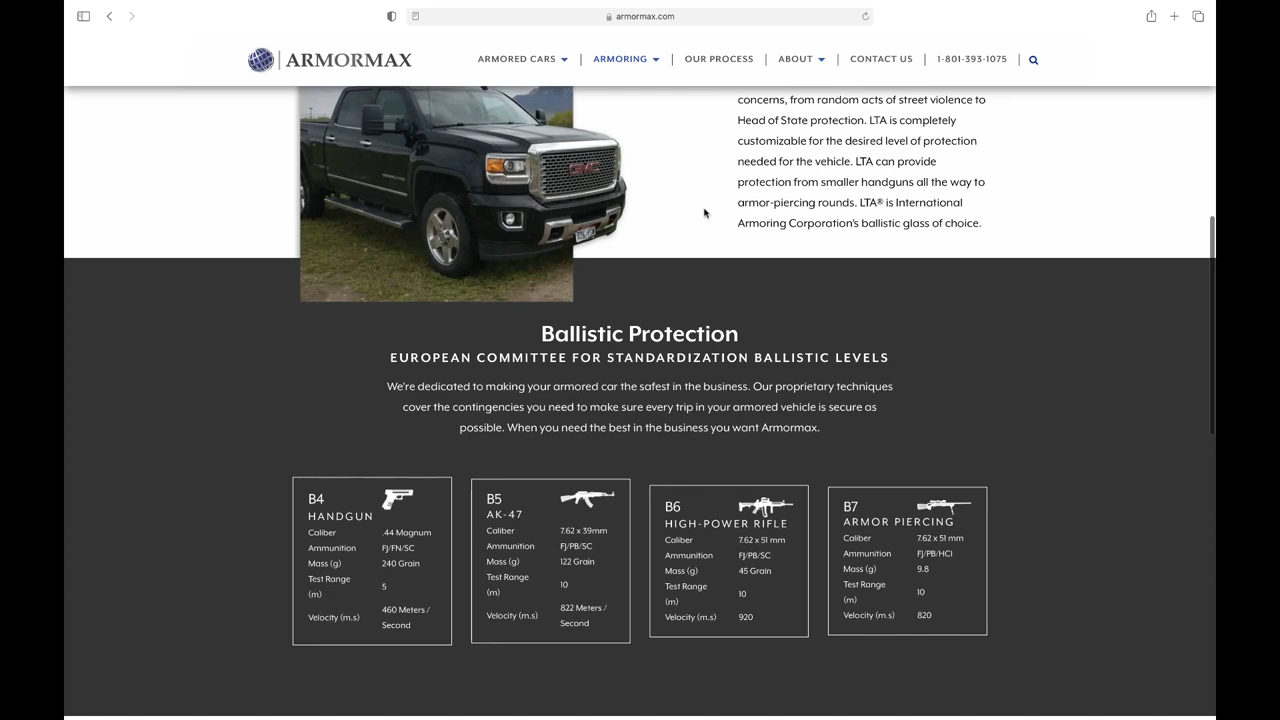 armormax.com
ARMORMAX
ARMORED CARS
ARMORING
OUR PROCESS
ABOUT
CONTACT US
1-801-393-1075
concerns, from random acts of street violence to
Head of State protection. LTA is completely
customizable for the desired level of protection
needed for the vehicle. LTA can provide
protection from smaller handguns all the way to
armor-piercing rounds. LTA® is International
Armoring Corporation's ballistic glass of choice.
GMC
Ballistic Protection
EUROPEAN COMMITTEE FOR STANDARDIZATION BALLISTIC LEVELS
We're dedicated to making your armored car the safest in the business. Our proprietary techniques
cover the contingencies you need to make sure every trip in your armored vehicle is secure as
possible. When you need the best in the business you want Armormax.
B4
HANDGUN
Caliber .44 Magnum
Ammunition FJ/FN/SC
Mass (g) 240 Grain
Test Range
(m) 5
Velocity (m.s) 460 Meters /
Second
B5
AK-47
Caliber 7.62 x 39mm
Ammunition FJ/PB/SC
Mass (g) 122 Grain
Test Range
(m) 10
Velocity (m.s) 822 Meters /
Second
B6
HIGH-POWER RIFLE
Caliber 7.62 x 51 mm
Ammunition FJ/PB/SC
Mass (g) 45 Grain
Test Range
(m) 10
Velocity (m.s) 920
B7
ARMOR PIERCING
Caliber 7.62 x 51 mm
Ammunition FJ/PB/HCI
Mass (g) 9.8
Test Range
(m) 10
Velocity (m.s) 820